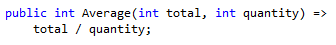 public int Average(int total, int quantity) =>
    total / quantity;